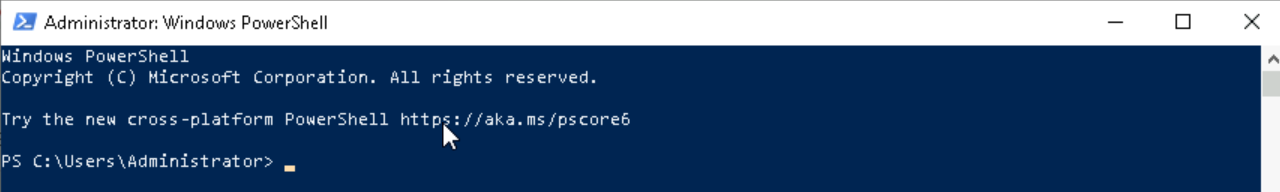 Administrator: Windows PowerShell
Windows PowerShell
Copyright (C) Microsoft Corporation. All rights reserved.
Try the new cross-platform PowerShell https://aka.ms/pscore6
PS C:\Users\Administrator>